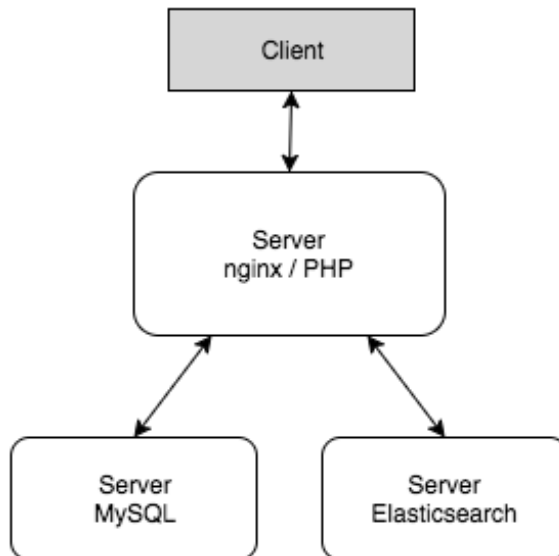 Client
Server
nginx / PHP
Server
MySQL
Server
Elasticsearch